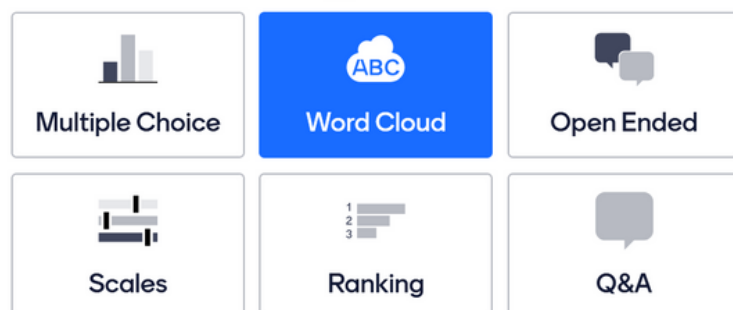 ABC
Multiple Choice
Word Cloud
Open Ended
1
2
3
Scales
Ranking
Q&A